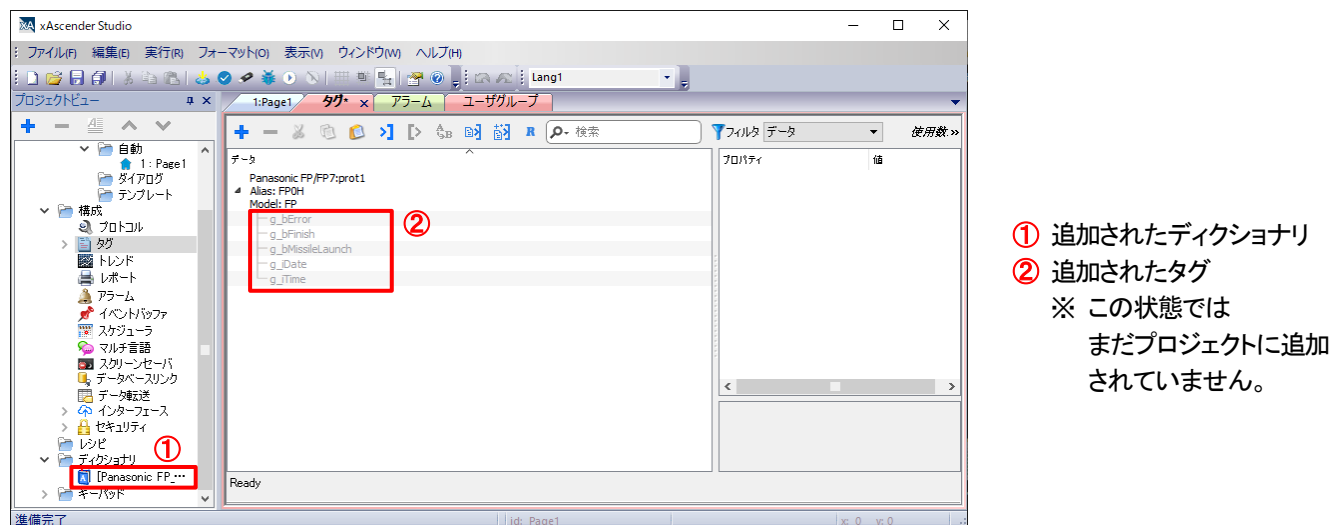 xAscender Studio
ファイル(F) 編集(E) 実行(R) フォーマット(O) 表示(V) ウィンドウ(W) ヘルプ(H)
Lang1
プロジェクトビュー
1:Page1 タグ* x アラーム ユーザグループ
検索
フィルタ データ
使用数:»
自動
1 : Page1
ダイアログ
テンプレート
構成
プロトコル
タグ
トレンド
レポート
アラーム
イベントバッファ
スケジューラ
マルチ言語
スクリーンセーバ
データベースリンク
データ転送
インターフェース
セキュリティ
レシピ
ディクショナリ
①
[Panasonic FP_…
キーパッド
データ
Panasonic FP/FP7:prot1
Alias: FP0H
Model: FP
g_bError
g_bFinish
g_bMissileLaunch
g_iDate
g_iTime
②
プロパティ 値
Ready
準備完了
id: Page1
x: 0 y: 0
① 追加されたディクショナリ
② 追加されたタグ
※ この状態では
まだプロジェクトに追加
されていません。